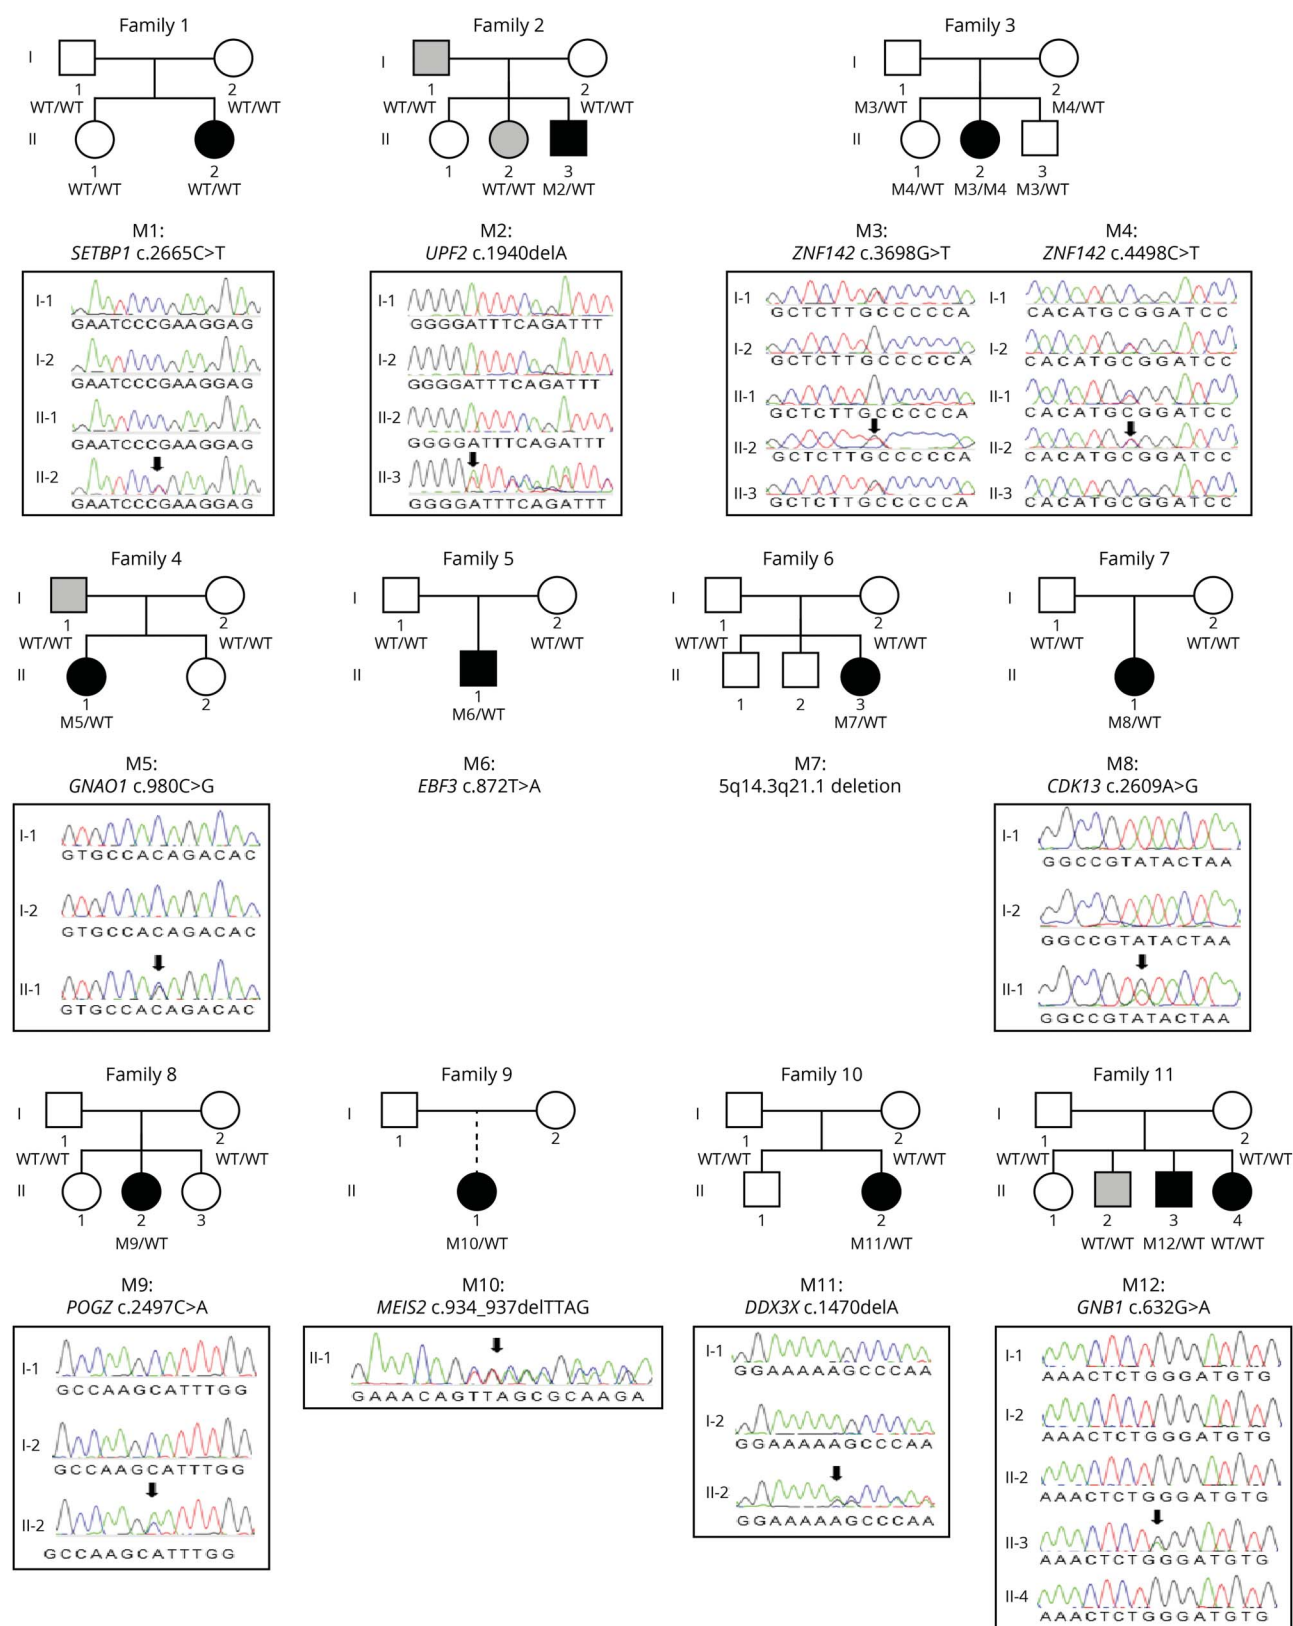 Family 1
Family 2
Family 3
I
1
2
WT/WT
WT/WT
I
1
2
WT/WT
WT/WT
I
1
2
M3/WT
M4/WT
II
1
2
WT/WT
WT/WT
II
1
2
3
WT/WT
M2/WT
II
1
2
3
M4/WT
M3/M4
M3/WT
M1:
SETBP1 c.2665C>T
M2:
UPF2 c.1940delA
M3:
ZNF142 c.3698G>T
M4:
ZNF142 c.4498C>T
I-1
GAATCCCGAAGGAG
I-2
GAATCCCGAAGGAG
II-1
GAATCCCGAAGGAG
II-2
GAATCCCGAAGGAG
I-1
GGGGATTTCAGATTT
I-2
GGGGATTTCAGATTT
II-2
GGGGATTTCAGATTT
II-3
GGGGATTTCAGATTT
I-1
GCTCTTGCCCCCA
I-2
GCTCTTGCCCCCA
II-1
GCTCTTGCCCCCA
II-2
GCTCTTGCCCCCA
II-3
GCTCTTGCCCCCA
I-1
CACATGCGGATCC
I-2
CACATGCGGATCC
II-1
CACATGCGGATCC
II-2
CACATGCGGATCC
II-3
CACATGCGGATCC
Family 4
Family 5
Family 6
Family 7
I
1
2
WT/WT
WT/WT
I
1
2
WT/WT
WT/WT
I
1
2
WT/WT
WT/WT
I
1
2
WT/WT
WT/WT
II
1
2
M5/WT
II
1
M6/WT
II
1
2
3
M7/WT
II
1
M8/WT
M5:
GNAO1 c.980C>G
M6:
EBF3 c.872T>A
M7:
5q14.3q21.1 deletion
M8:
CDK13 c.2609A>G
I-1
GTGCCACAGACAC
I-2
GTGCCACAGACAC
II-1
GTGCCACAGACAC
I-1
GGCCGTATACTAA
I-2
GGCCGTATACTAA
II-1
GGCCGTATACTAA
Family 8
Family 9
Family 10
Family 11
I
1
2
WT/WT
WT/WT
I
1
2
I
1
2
WT/WT
WT/WT
I
1
2
WT/WT
WT/WT
II
1
2
3
M9/WT
II
1
M10/WT
II
1
2
M11/WT
II
1
2
3
4
WT/WT
M12/WT
WT/WT
M9:
POGZ c.2497C>A
M10:
MEIS2 c.934_937delTTAG
M11:
DDX3X c.1470delA
M12:
GNB1 c.632G>A
I-1
GCCAAGCATTTGG
I-2
GCCAAGCATTTGG
II-2
GCCAAGCATTTGG
II-1
GAAACAGTTAGCGCAAGA
I-1
GGAAAAAGCCCAA
I-2
GGAAAAAGCCCAA
II-2
GGAAAAAGCCCAA
I-1
AAACTCTGGGATGTG
I-2
AAACTCTGGGATGTG
II-2
AAACTCTGGGATGTG
II-3
AAACTCTGGGATGTG
II-4
AAACTCTGGGATGTG